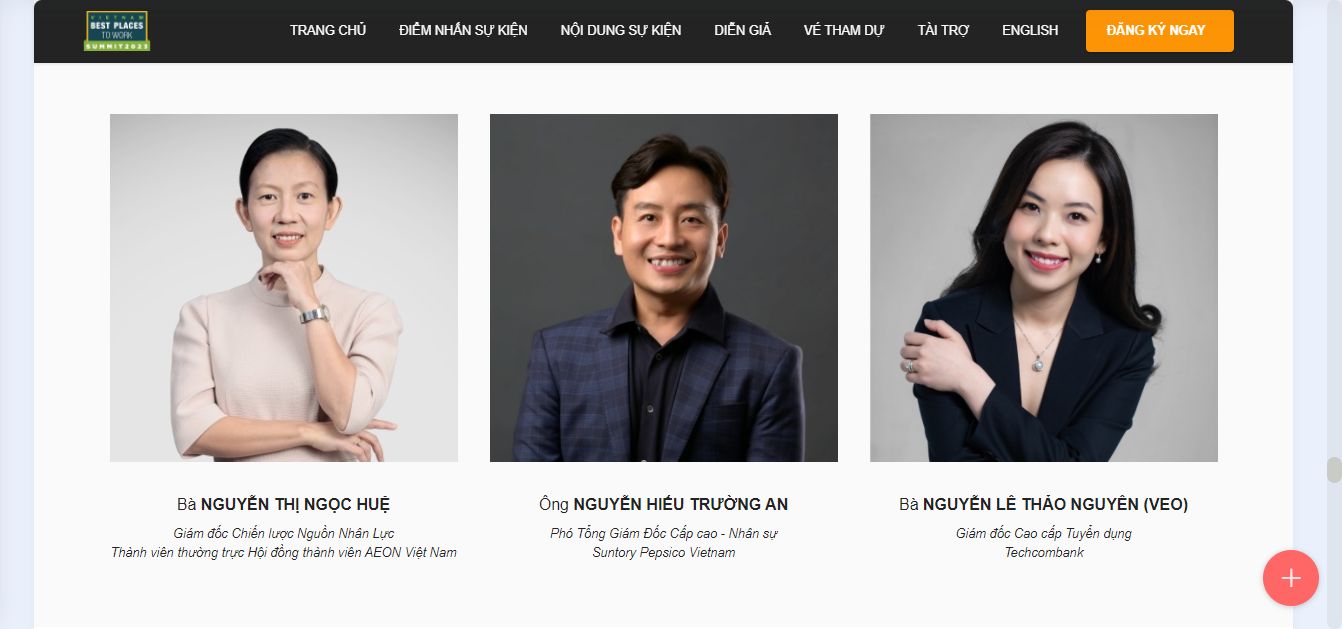 VIETNAM
BEST PLACES
TO WORK
SUMMIT2023
TRANG CHỦ
ĐIỂM NHẤN SỰ KIỆN
NỘI DUNG SỰ KIỆN
DIỄN GIẢ
VÉ THAM DỰ
TÀI TRỢ
ENGLISH
ĐĂNG KÝ NGAY
Bà NGUYỄN THỊ NGỌC HUỆ
Giám đốc Chiến lược Nguồn Nhân Lực
Thành viên thường trực Hội đồng thành viên AEON Việt Nam
Ông NGUYỄN HIẾU TRƯỜNG AN
Phó Tổng Giám Đốc Cấp cao - Nhân sự
Suntory Pepsico Vietnam
Bà NGUYỄN LÊ THẢO NGUYÊN (VEO)
Giám đốc Cao cấp Tuyển dụng
Techcombank